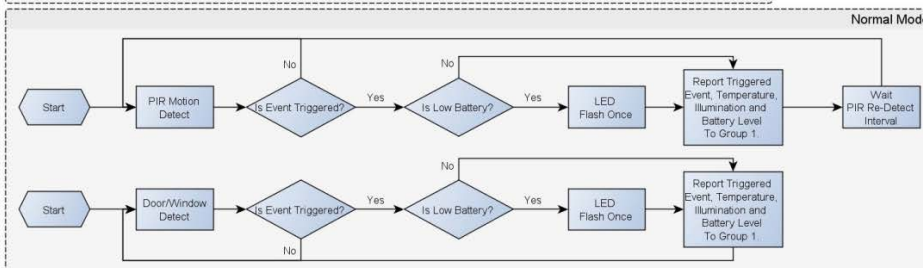 Normal Mod
No
No
Start
PIR Motion
Detect
Is Event Triggered?
Yes
Is Low Battery?
Yes
LED
Flash Once
Report Triggered
Event, Temperature,
Illumination and
Battery Level
To Group 1.
Wait
PIR Re-Detect
Interval
No
Start
Door/Window
Detect
Is Event Triggered?
Yes
Is Low Battery?
Yes
LED
Flash Once
Report Triggered
Event, Temperature,
Illumination and
Battery Level
To Group 1.
No